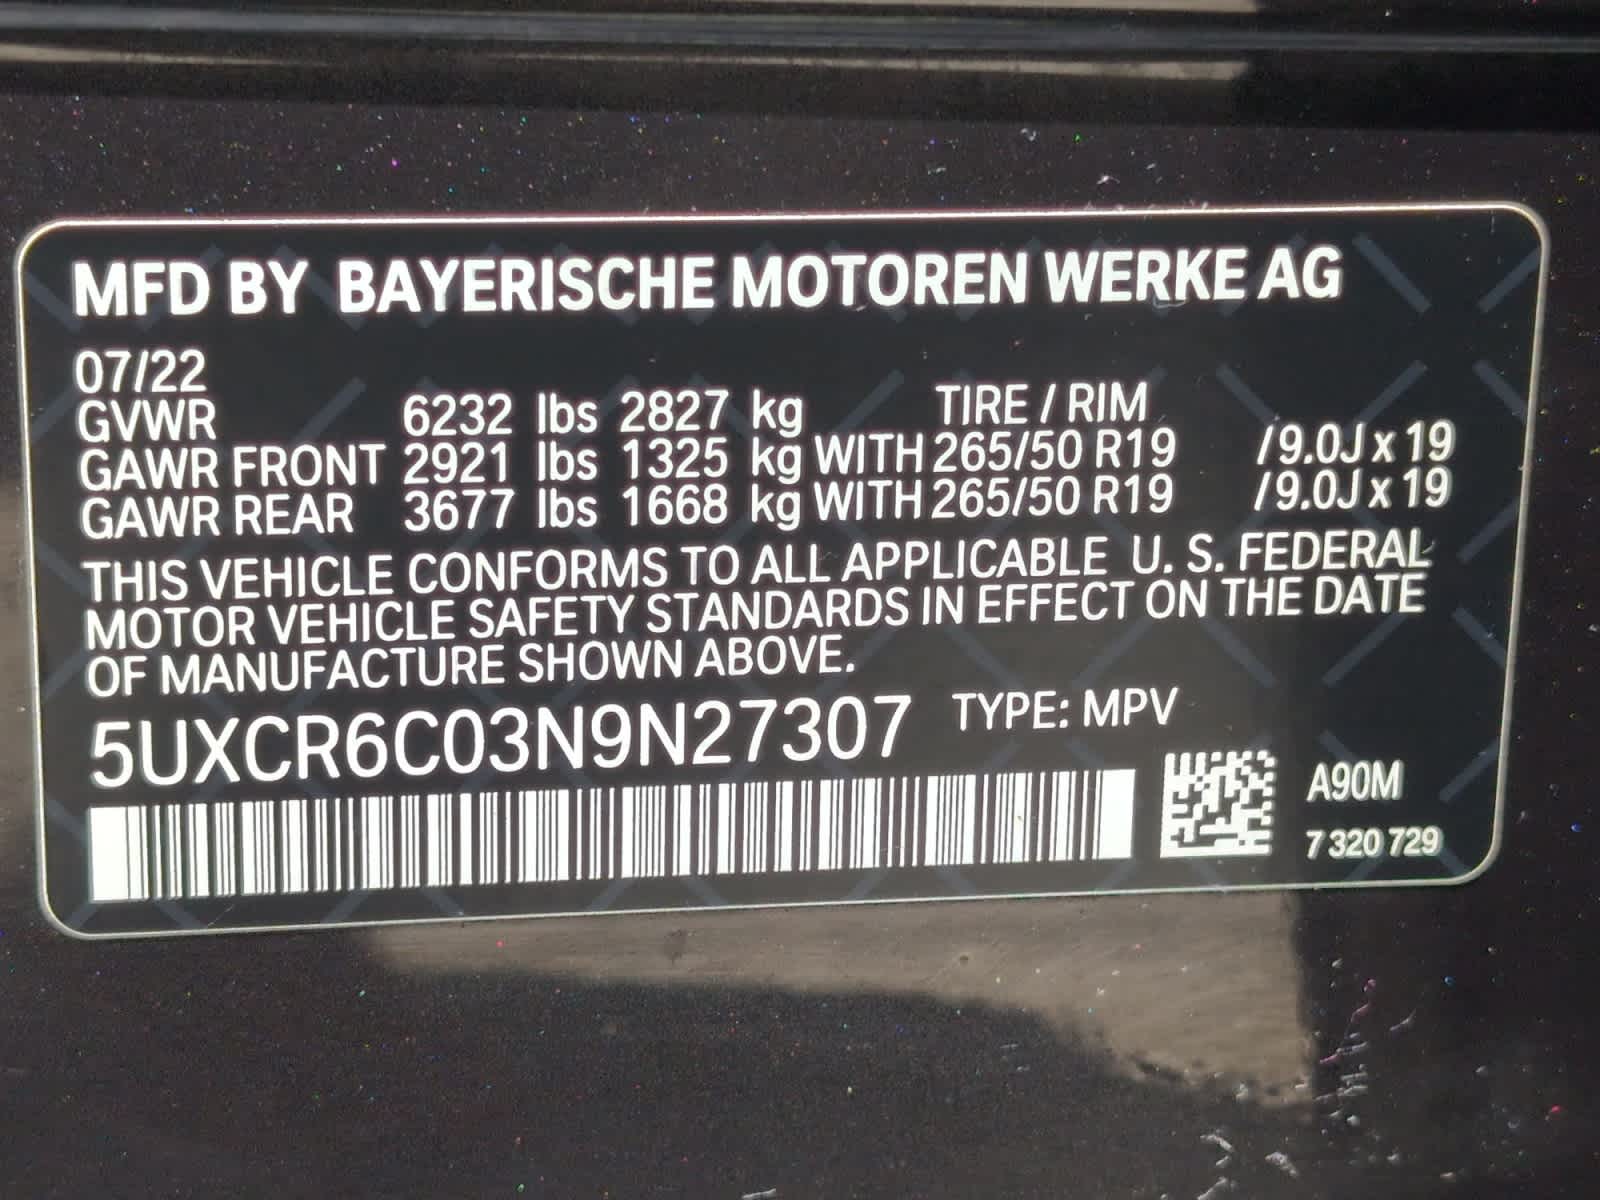 MFD BY BAYERISCHE MOTOREN WERKE AG
07/22
GVWR 6232 lbs 2827 kg TIRE / RIM
GAWR FRONT 2921 lbs 1325 kg WITH 265/50 R19 /9.0J x 19
GAWR REAR 3677 lbs 1668 kg WITH 265/50 R19 /9.0J x 19
THIS VEHICLE CONFORMS TO ALL APPLICABLE U. S. FEDERAL
MOTOR VEHICLE SAFETY STANDARDS IN EFFECT ON THE DATE
OF MANUFACTURE SHOWN ABOVE.
5UXCR6C03N9N27307 TYPE: MPV
A90M
7 320 729